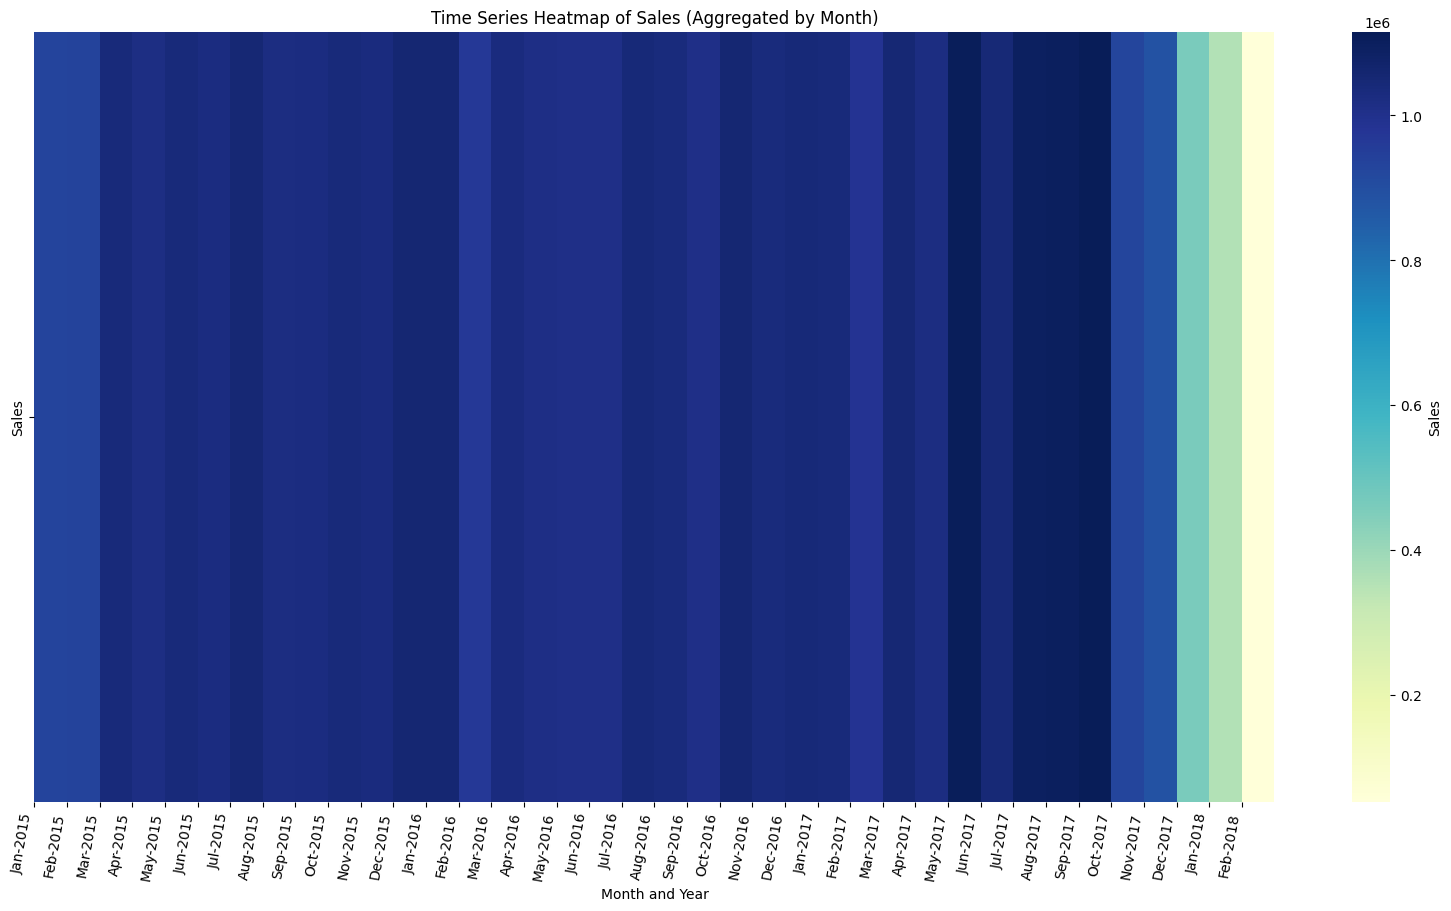 Time Series Heatmap of Sales (Aggregated by Month)
1e6
1.0
0.8
0.6
0.4
0.2
Sales
Sales
Jan-2015
Feb-2015
Mar-2015
Apr-2015
May-2015
Jun-2015
Jul-2015
Aug-2015
Sep-2015
Oct-2015
Nov-2015
Dec-2015
Jan-2016
Feb-2016
Mar-2016
Apr-2016
May-2016
Jun-2016
Jul-2016
Aug-2016
Sep-2016
Oct-2016
Nov-2016
Dec-2016
Jan-2017
Feb-2017
Mar-2017
Apr-2017
May-2017
Jun-2017
Jul-2017
Aug-2017
Sep-2017
Oct-2017
Nov-2017
Dec-2017
Jan-2018
Feb-2018
Month and Year